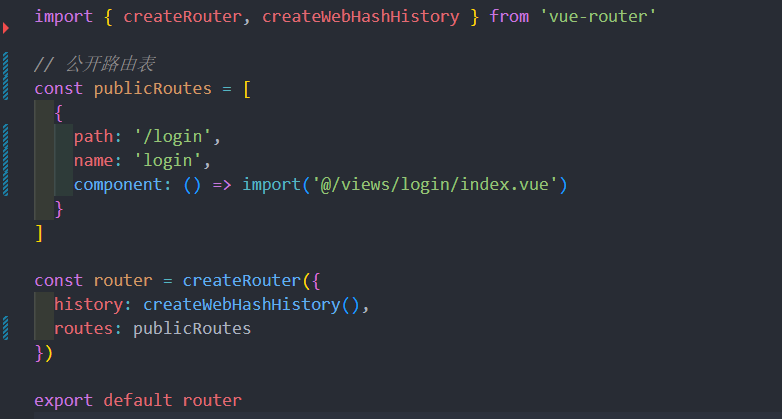 import { createRouter, createWebHashHistory } from 'vue-router'
// 公开路由表
const publicRoutes = [
{
path: '/login',
name: 'login',
component: () => import('@/views/login/index.vue')
}
]
const router = createRouter({
history: createWebHashHistory(),
routes: publicRoutes
})
export default router